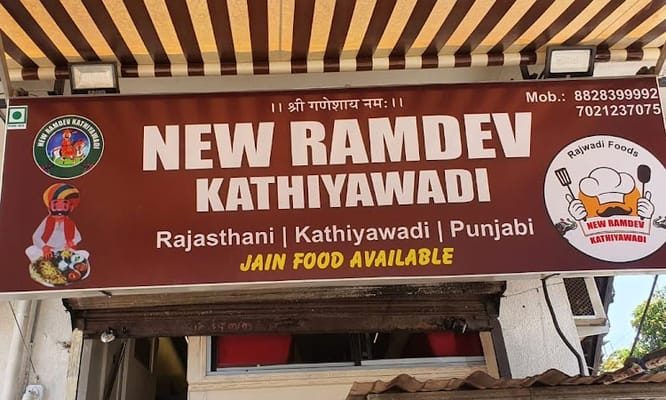 ।। श्री गणेशाय नमः ।।
Mob.: 8828399992
7021237075
NEW RAMDEV KATHIYAWADI
NEW RAMDEV
KATHIYAWADI
Rajasthani | Kathiyawadi | Punjabi
JAIN FOOD AVAILABLE
Rajwadi Foods
NEW RAMDEV
KATHIYAWADI